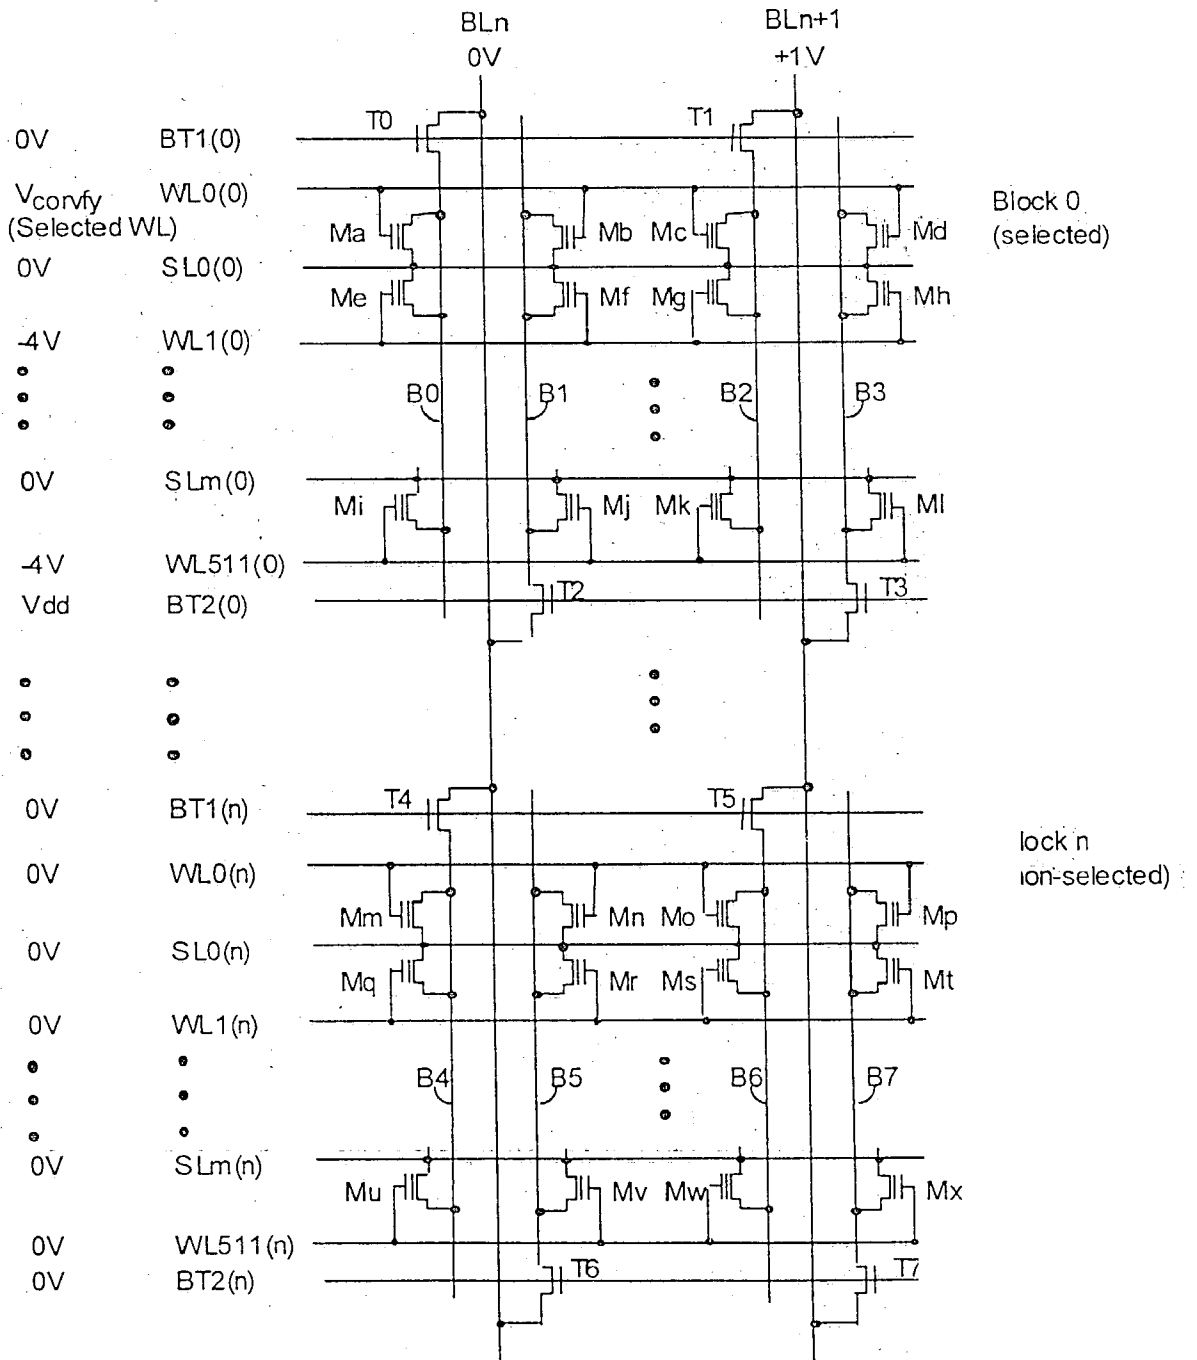 BLn BLn+1
0V +1V
T0 T1
0V BT1(0)
Vcorvfy WL0(0) Block 0
(Selected WL) Ma Mb Mc Md (selected)
0V SL0(0)
Me Mf Mg Mh
-4V WL1(0)
B0 B1 B2 B3
0V SLm(0)
Mi Mj Mk Ml
-4V WL511(0)
Vdd BT2(0) T2 T3
0V BT1(n) T4 T5
lock n
0V WL0(n) ion-selected)
Mm Mn Mo Mp
0V SL0(n)
Mq Mr Ms Mt
0V WL1(n)
B4 B5 B6 B7
0V SLm(n)
Mu Mv Mw Mx
0V WL511(n)
0V BT2(n) T6 T7